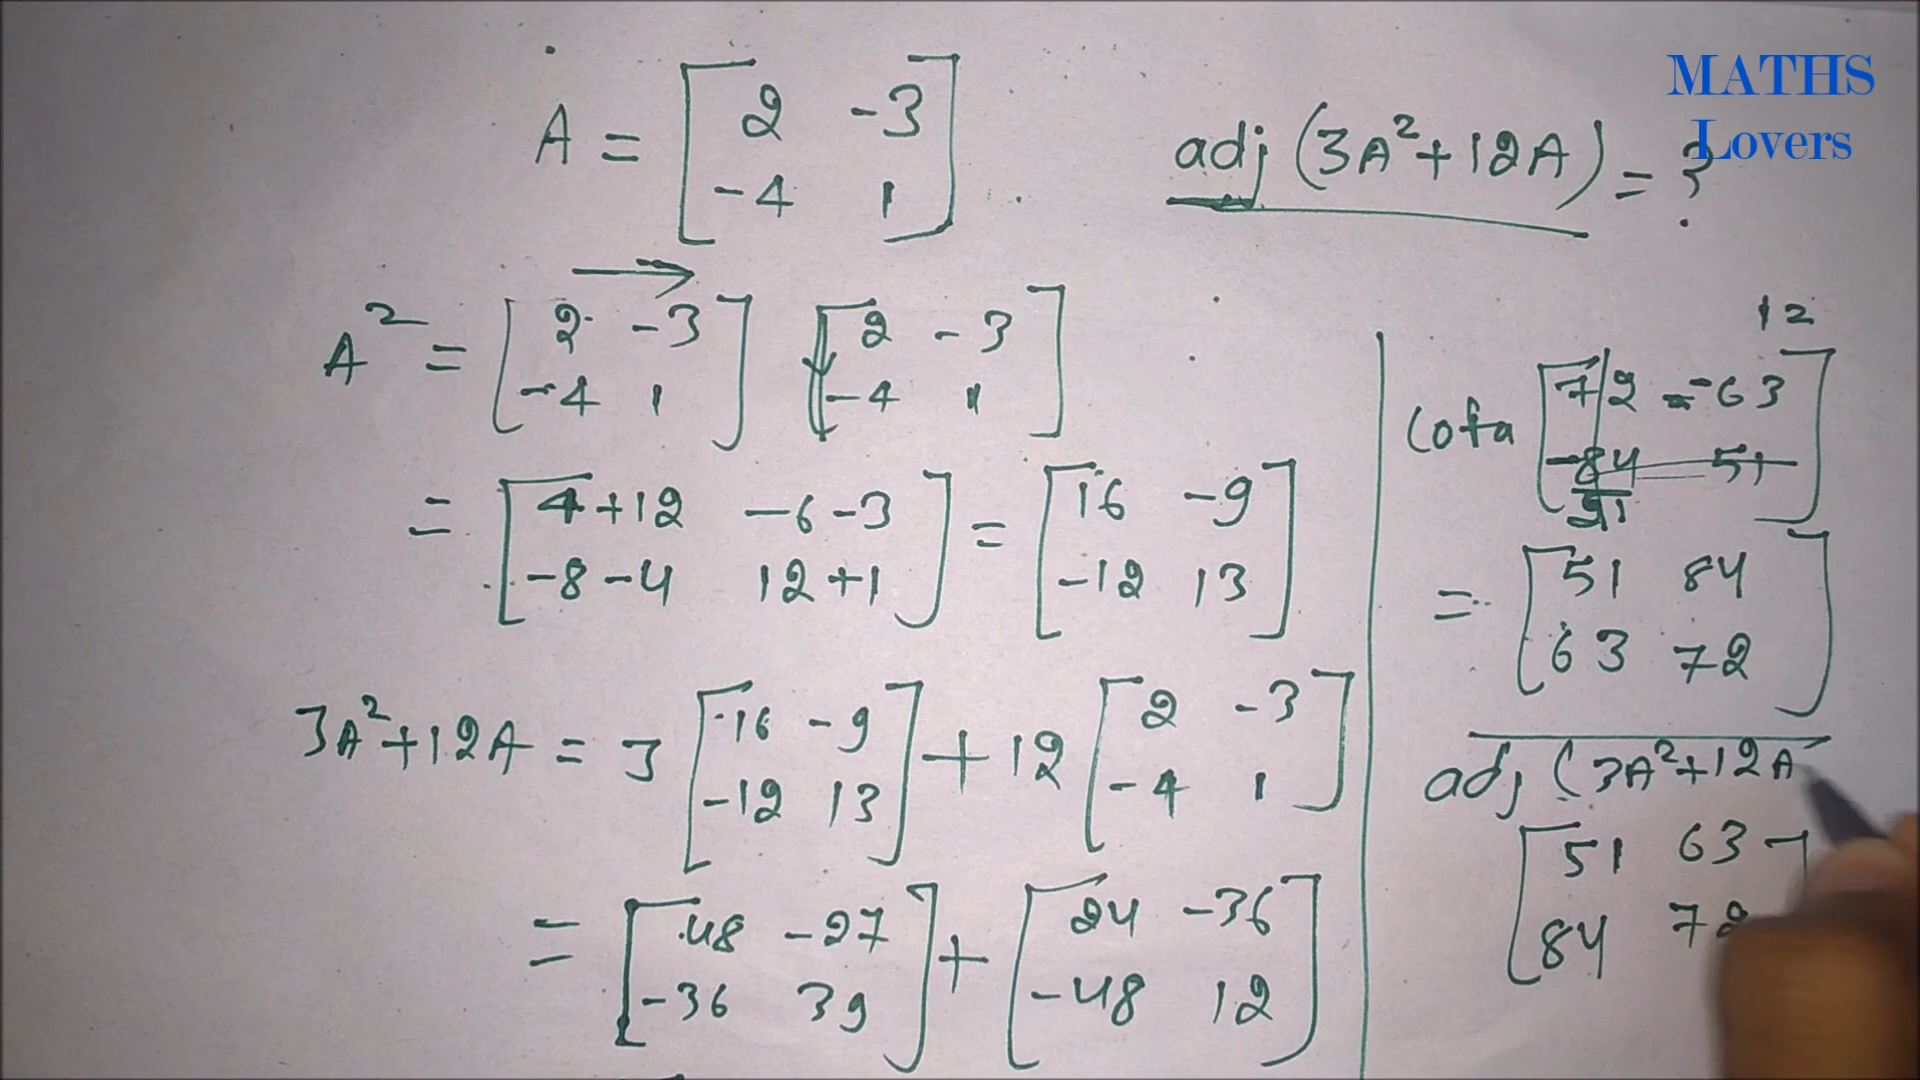 MATHS
Lovers
A = [ 2 -3
-4 1 ]
adj (3A²+12A) = ?
A² = [ 2 -3
-4 1 ] [ 2 -3
-4 1 ]
= [ 4+12 -6-3
-8-4 12+1 ] = [ 16 -9
-12 13 ]
3A²+12A = 3 [ 16 -9
-12 13 ] + 12 [ 2 -3
-4 1 ]
= [ 48 -27
-36 39 ] + [ 24 -36
-48 12 ]
12
Cofa [ 72 -63
-84 51 ]
= [ 51 84
63 72 ]
adj (3A²+12A
[ 51 63 ]
84 72